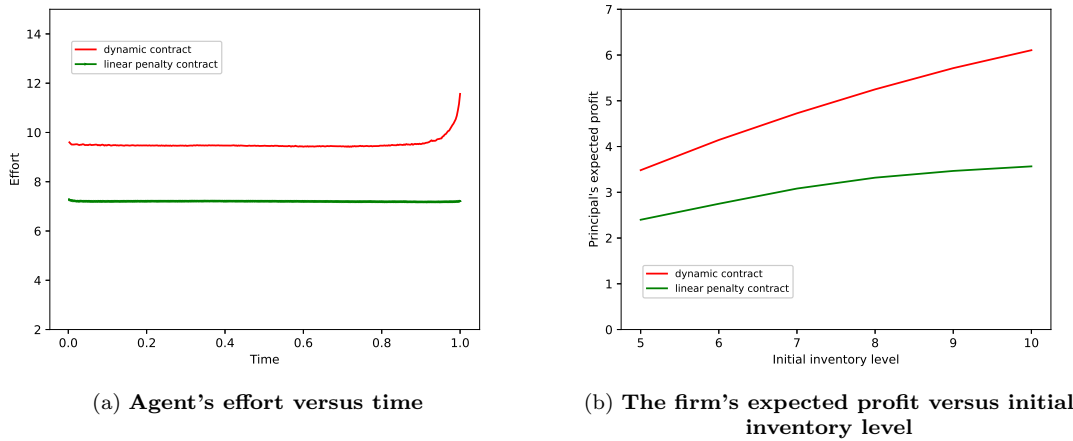 14
12
10
8
6
4
2
Effort
dynamic contract
linear penalty contract
0.0 0.2 0.4 0.6 0.8 1.0
Time
(a) Agent's effort versus time
7
6
5
4
3
2
1
0
Principal's expected profit
dynamic contract
linear penalty contract
5 6 7 8 9 10
Initial inventory level
(b) The firm's expected profit versus initial
inventory level